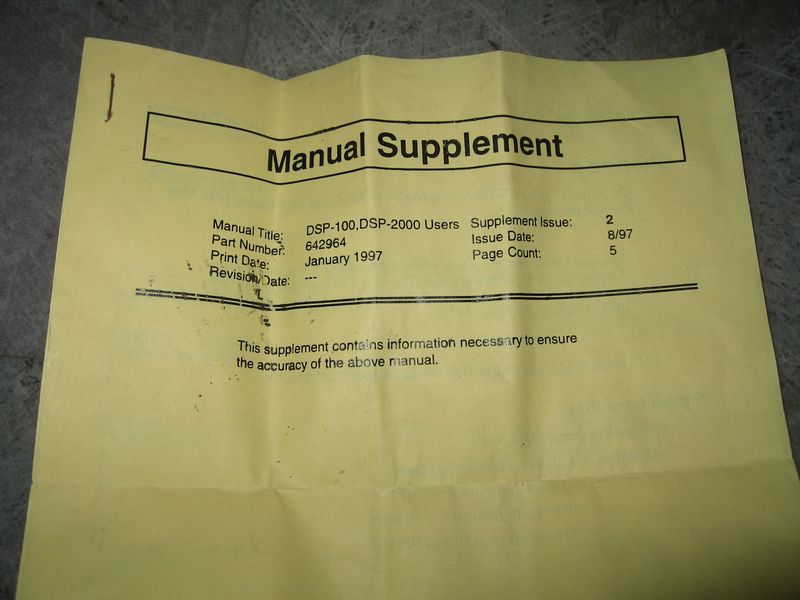 Manual Supplement
Manual Title: DSP-100,DSP-2000 Users Supplement Issue: 2
Part Number: 642964 Issue Date: 8/97
Print Date: January 1997 Page Count: 5
Revision Date: ---
This supplement contains information necessary to ensure
the accuracy of the above manual.